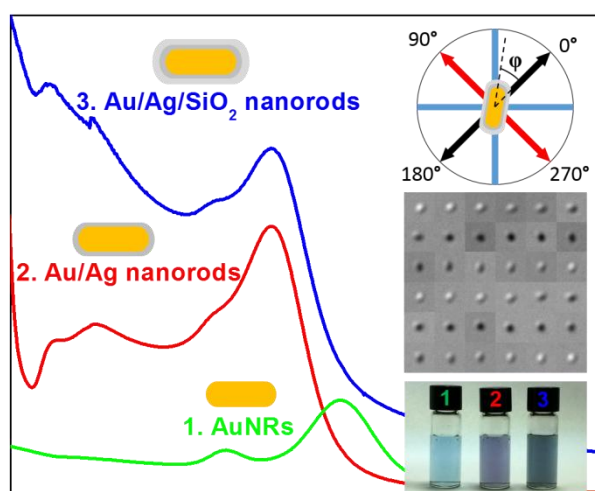 3. Au/Ag/SiO₂ nanorods
2. Au/Ag nanorods
1. AuNRs
90°
0°
φ
180°
270°
1
2
3